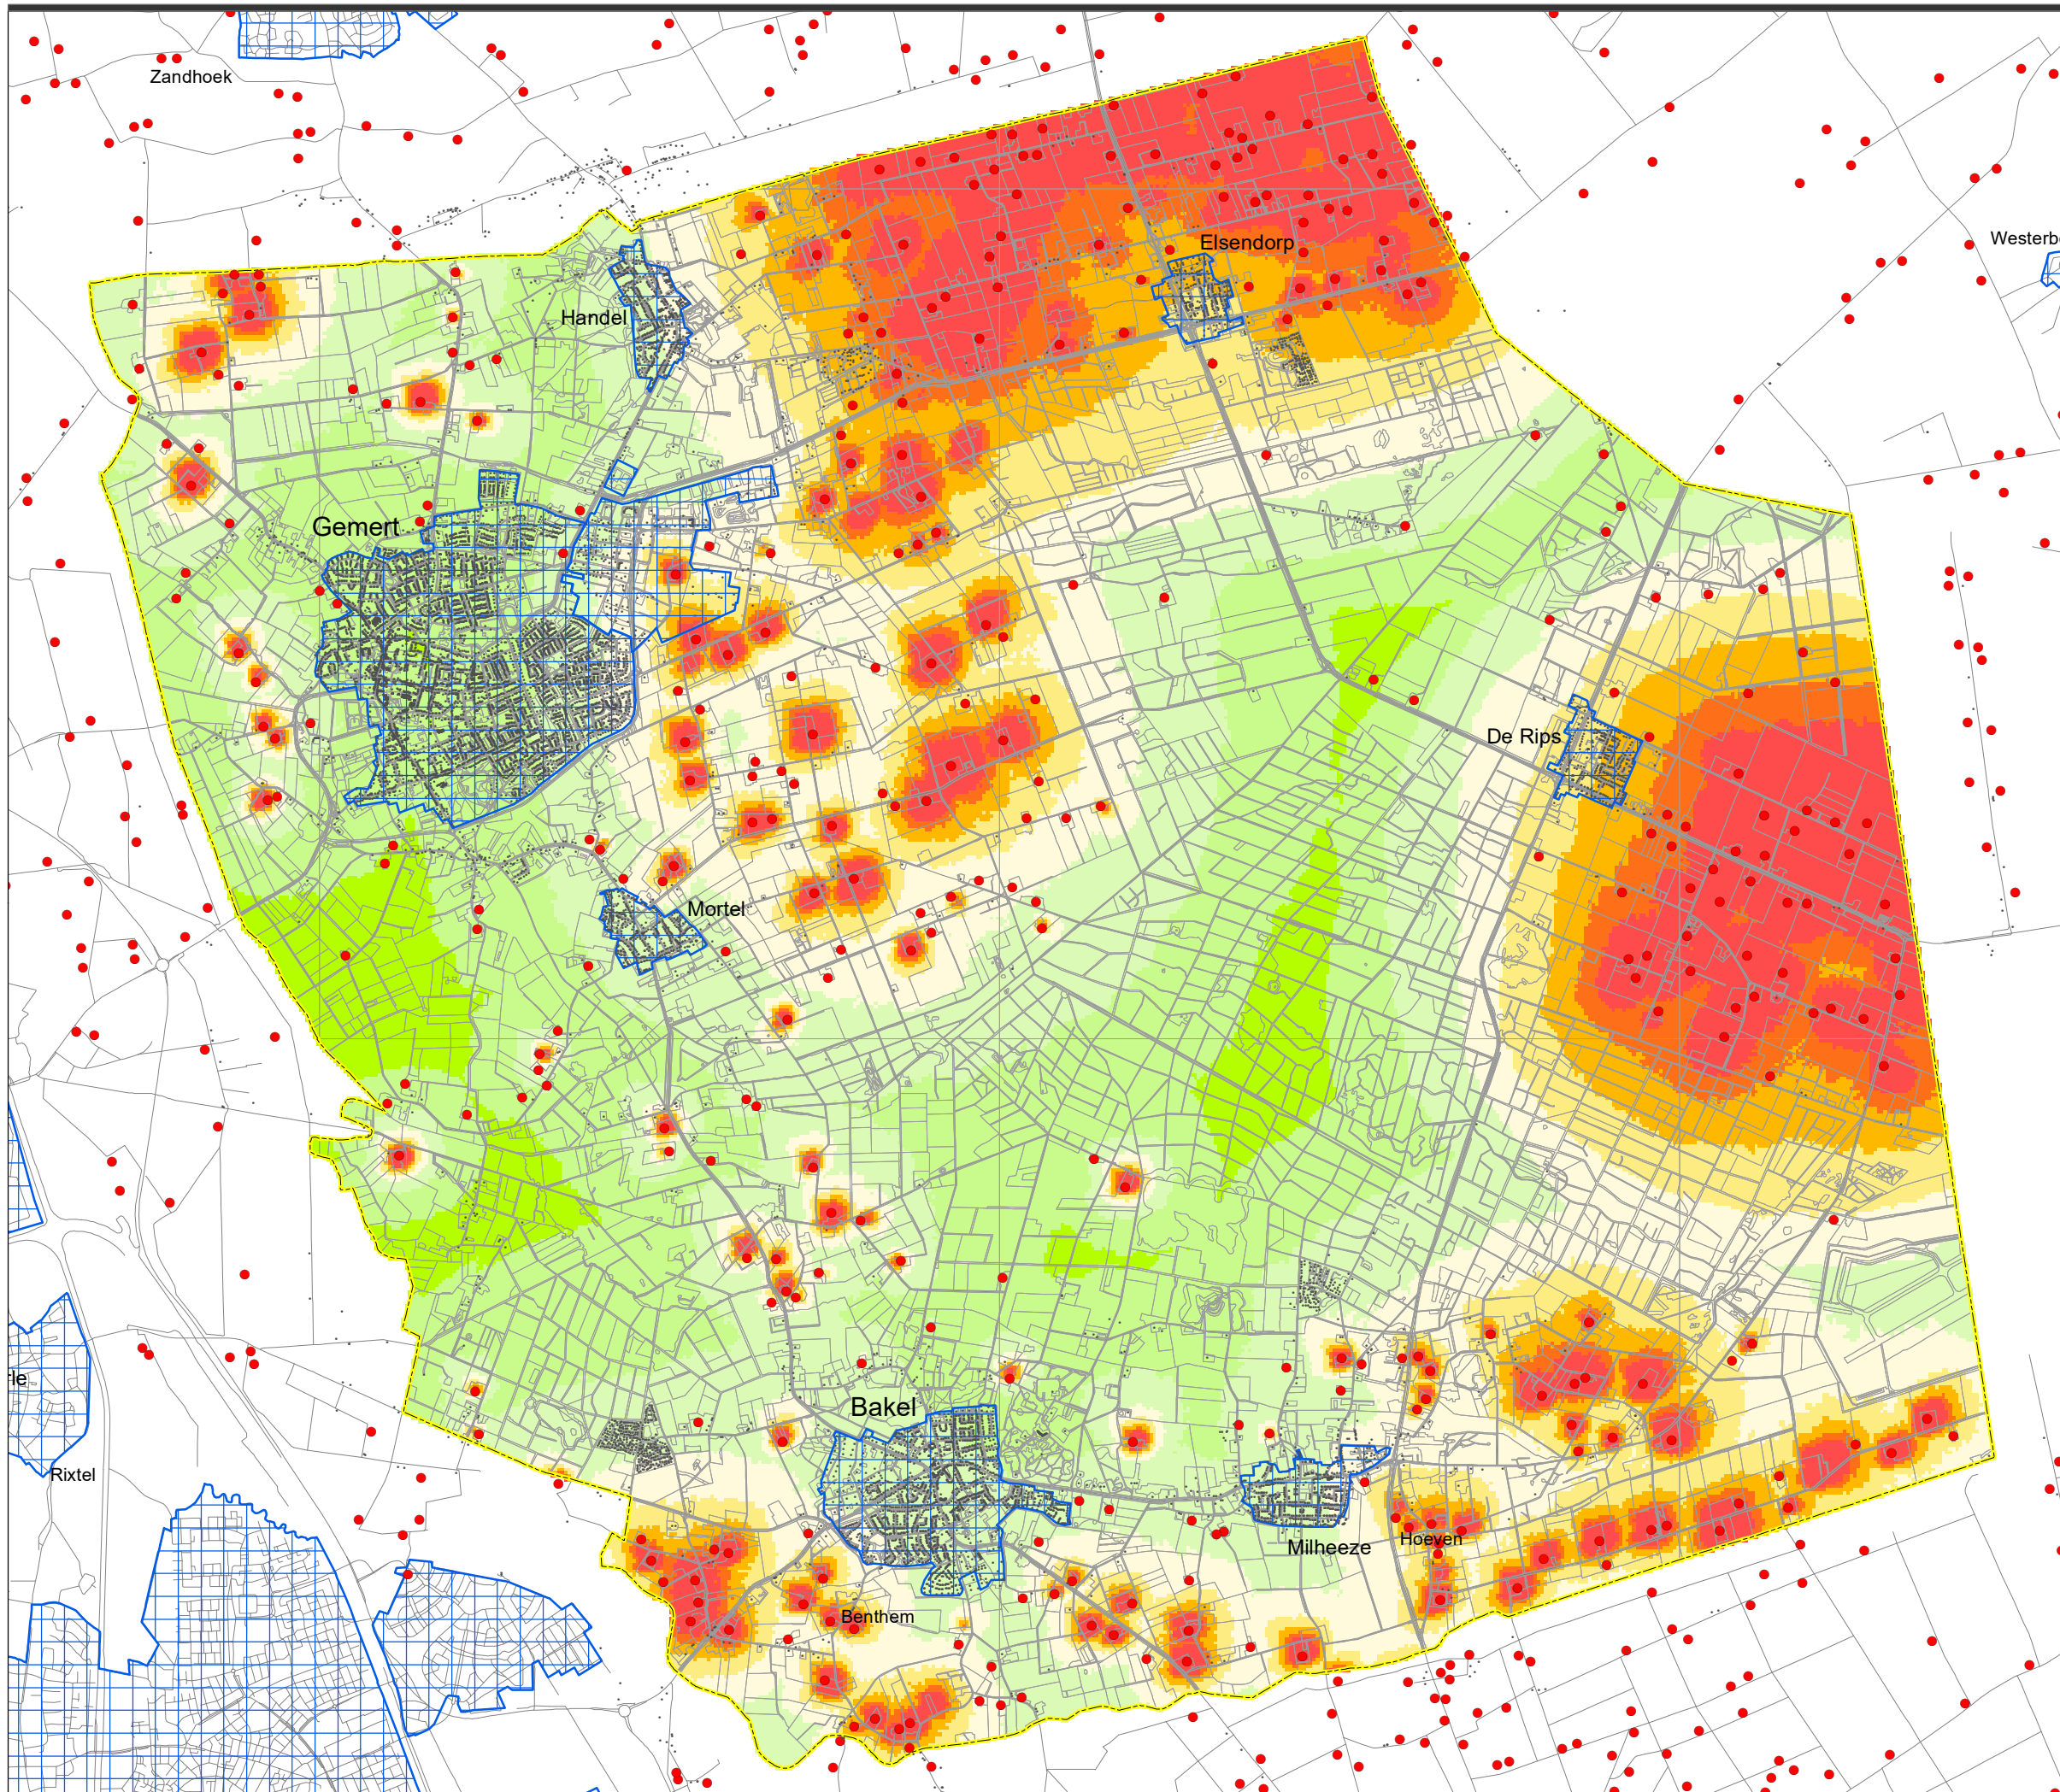 Zandhoek
Westerb
Elsendorp
Handel
Gemert
De Rips
Mortel
rle
Bakel
Rixtel
Hoeven
Milheeze
Benthem